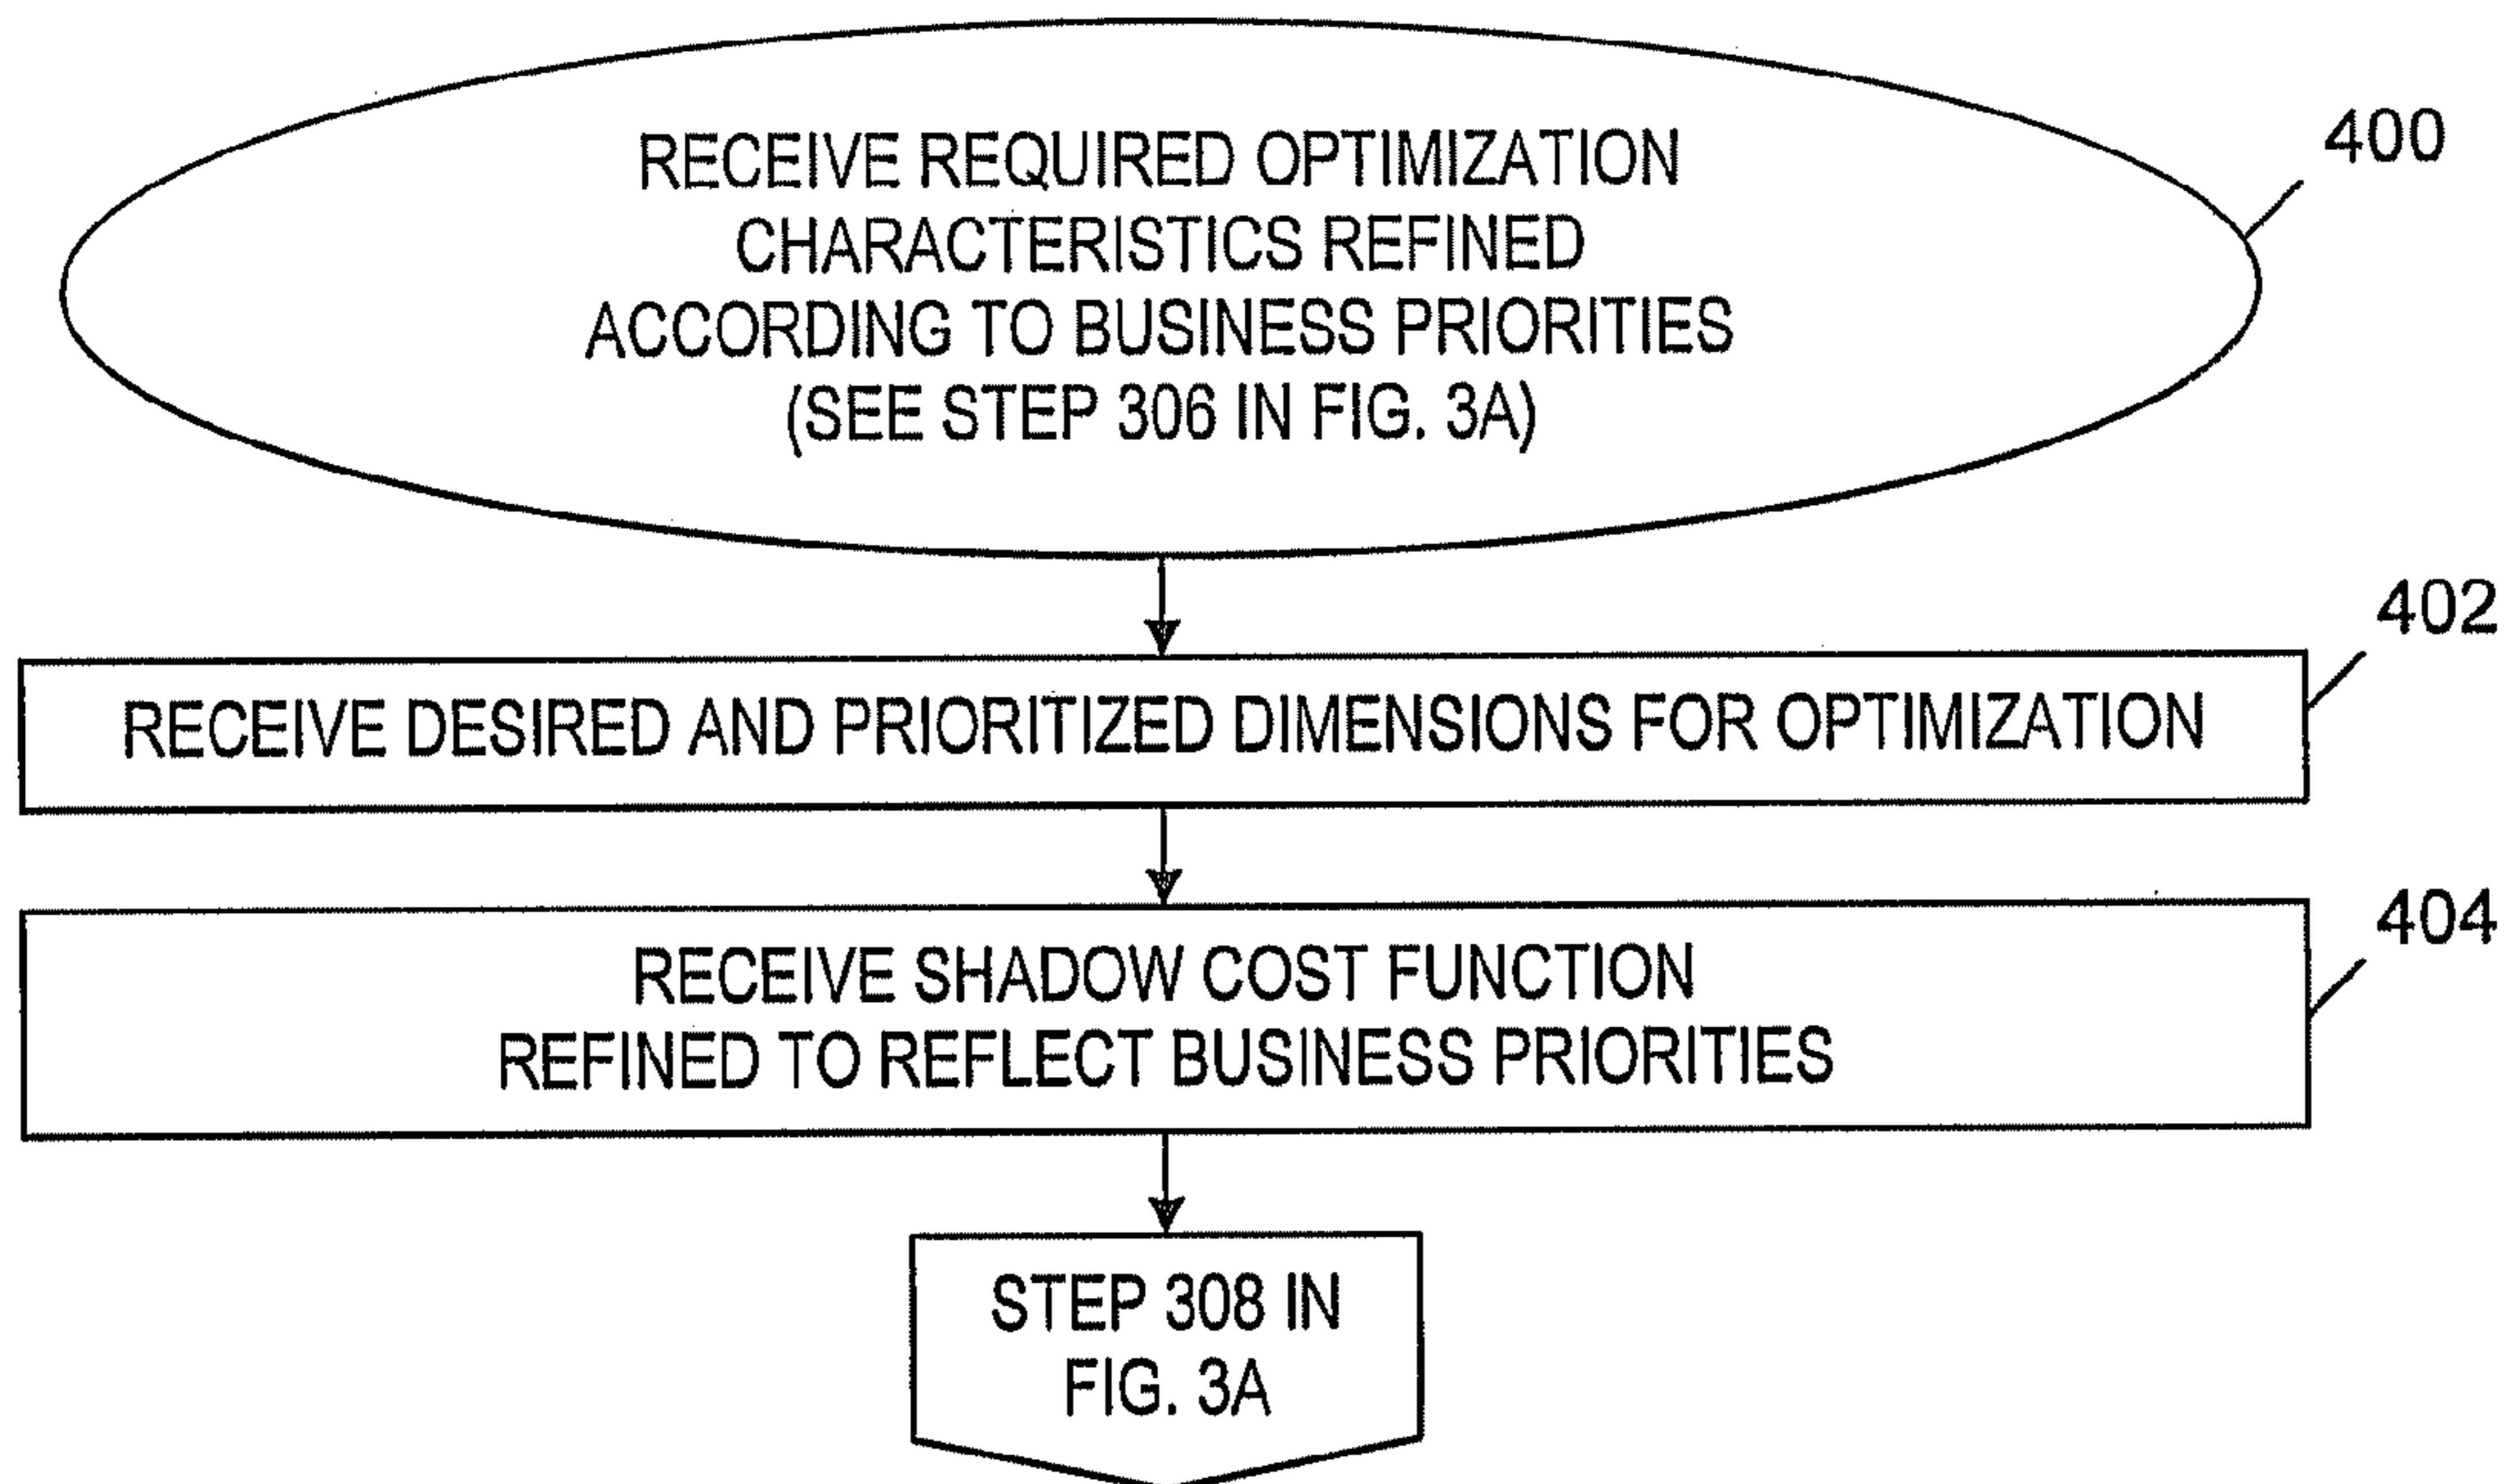 RECEIVE REQUIRED OPTIMIZATION
CHARACTERISTICS REFINED
ACCORDING TO BUSINESS PRIORITIES
(SEE STEP 306 IN FIG. 3A)
400
402
RECEIVE DESIRED AND PRIORITIZED DIMENSIONS FOR OPTIMIZATION
404
RECEIVE SHADOW COST FUNCTION
REFINED TO REFLECT BUSINESS PRIORITIES
STEP 308 IN
FIG. 3A